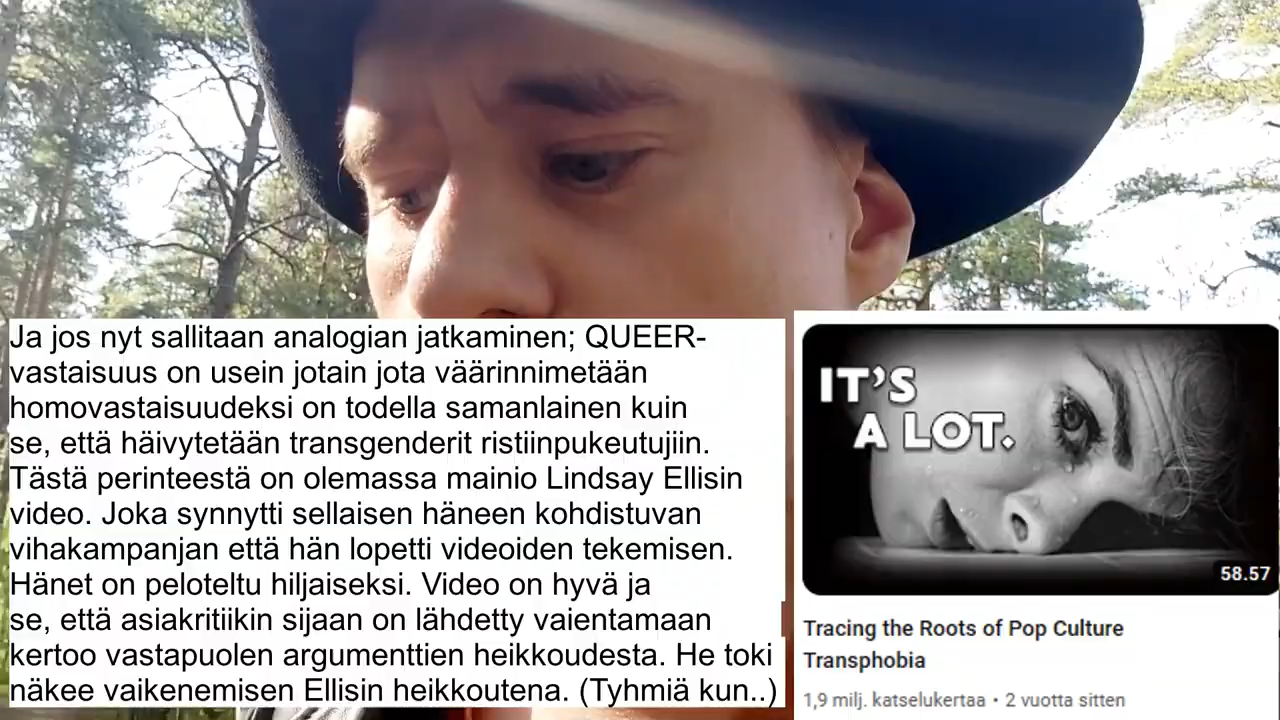 Ja jos nyt sallitaan analogian jatkaminen; QUEER-
vastaisuus on usein jotain jota väärinnimetään
homovastaisuudeksi on todella samanlainen kuin
se, että häivytetään transgenderit ristiinpukeutujiin.
Tästä perinteestä on olemassa mainio Lindsay Ellisin
video. Joka synnytti sellaisen häneen kohdistuvan
vihakampanjan että hän lopetti videoiden tekemisen.
Hänet on peloteltu hiljaiseksi. Video on hyvä ja
se, että asiakritiikin sijaan on lähdetty vaientamaan
kertoo vastapuolen argumenttien heikkoudesta. He toki
näkee vaikenemisen Ellisin heikkoutena. (Tyhmiä kun..)
IT'S
A LOT.
58.57
Tracing the Roots of Pop Culture
Transphobia
1,9 milj. katselukertaa • 2 vuotta sitten